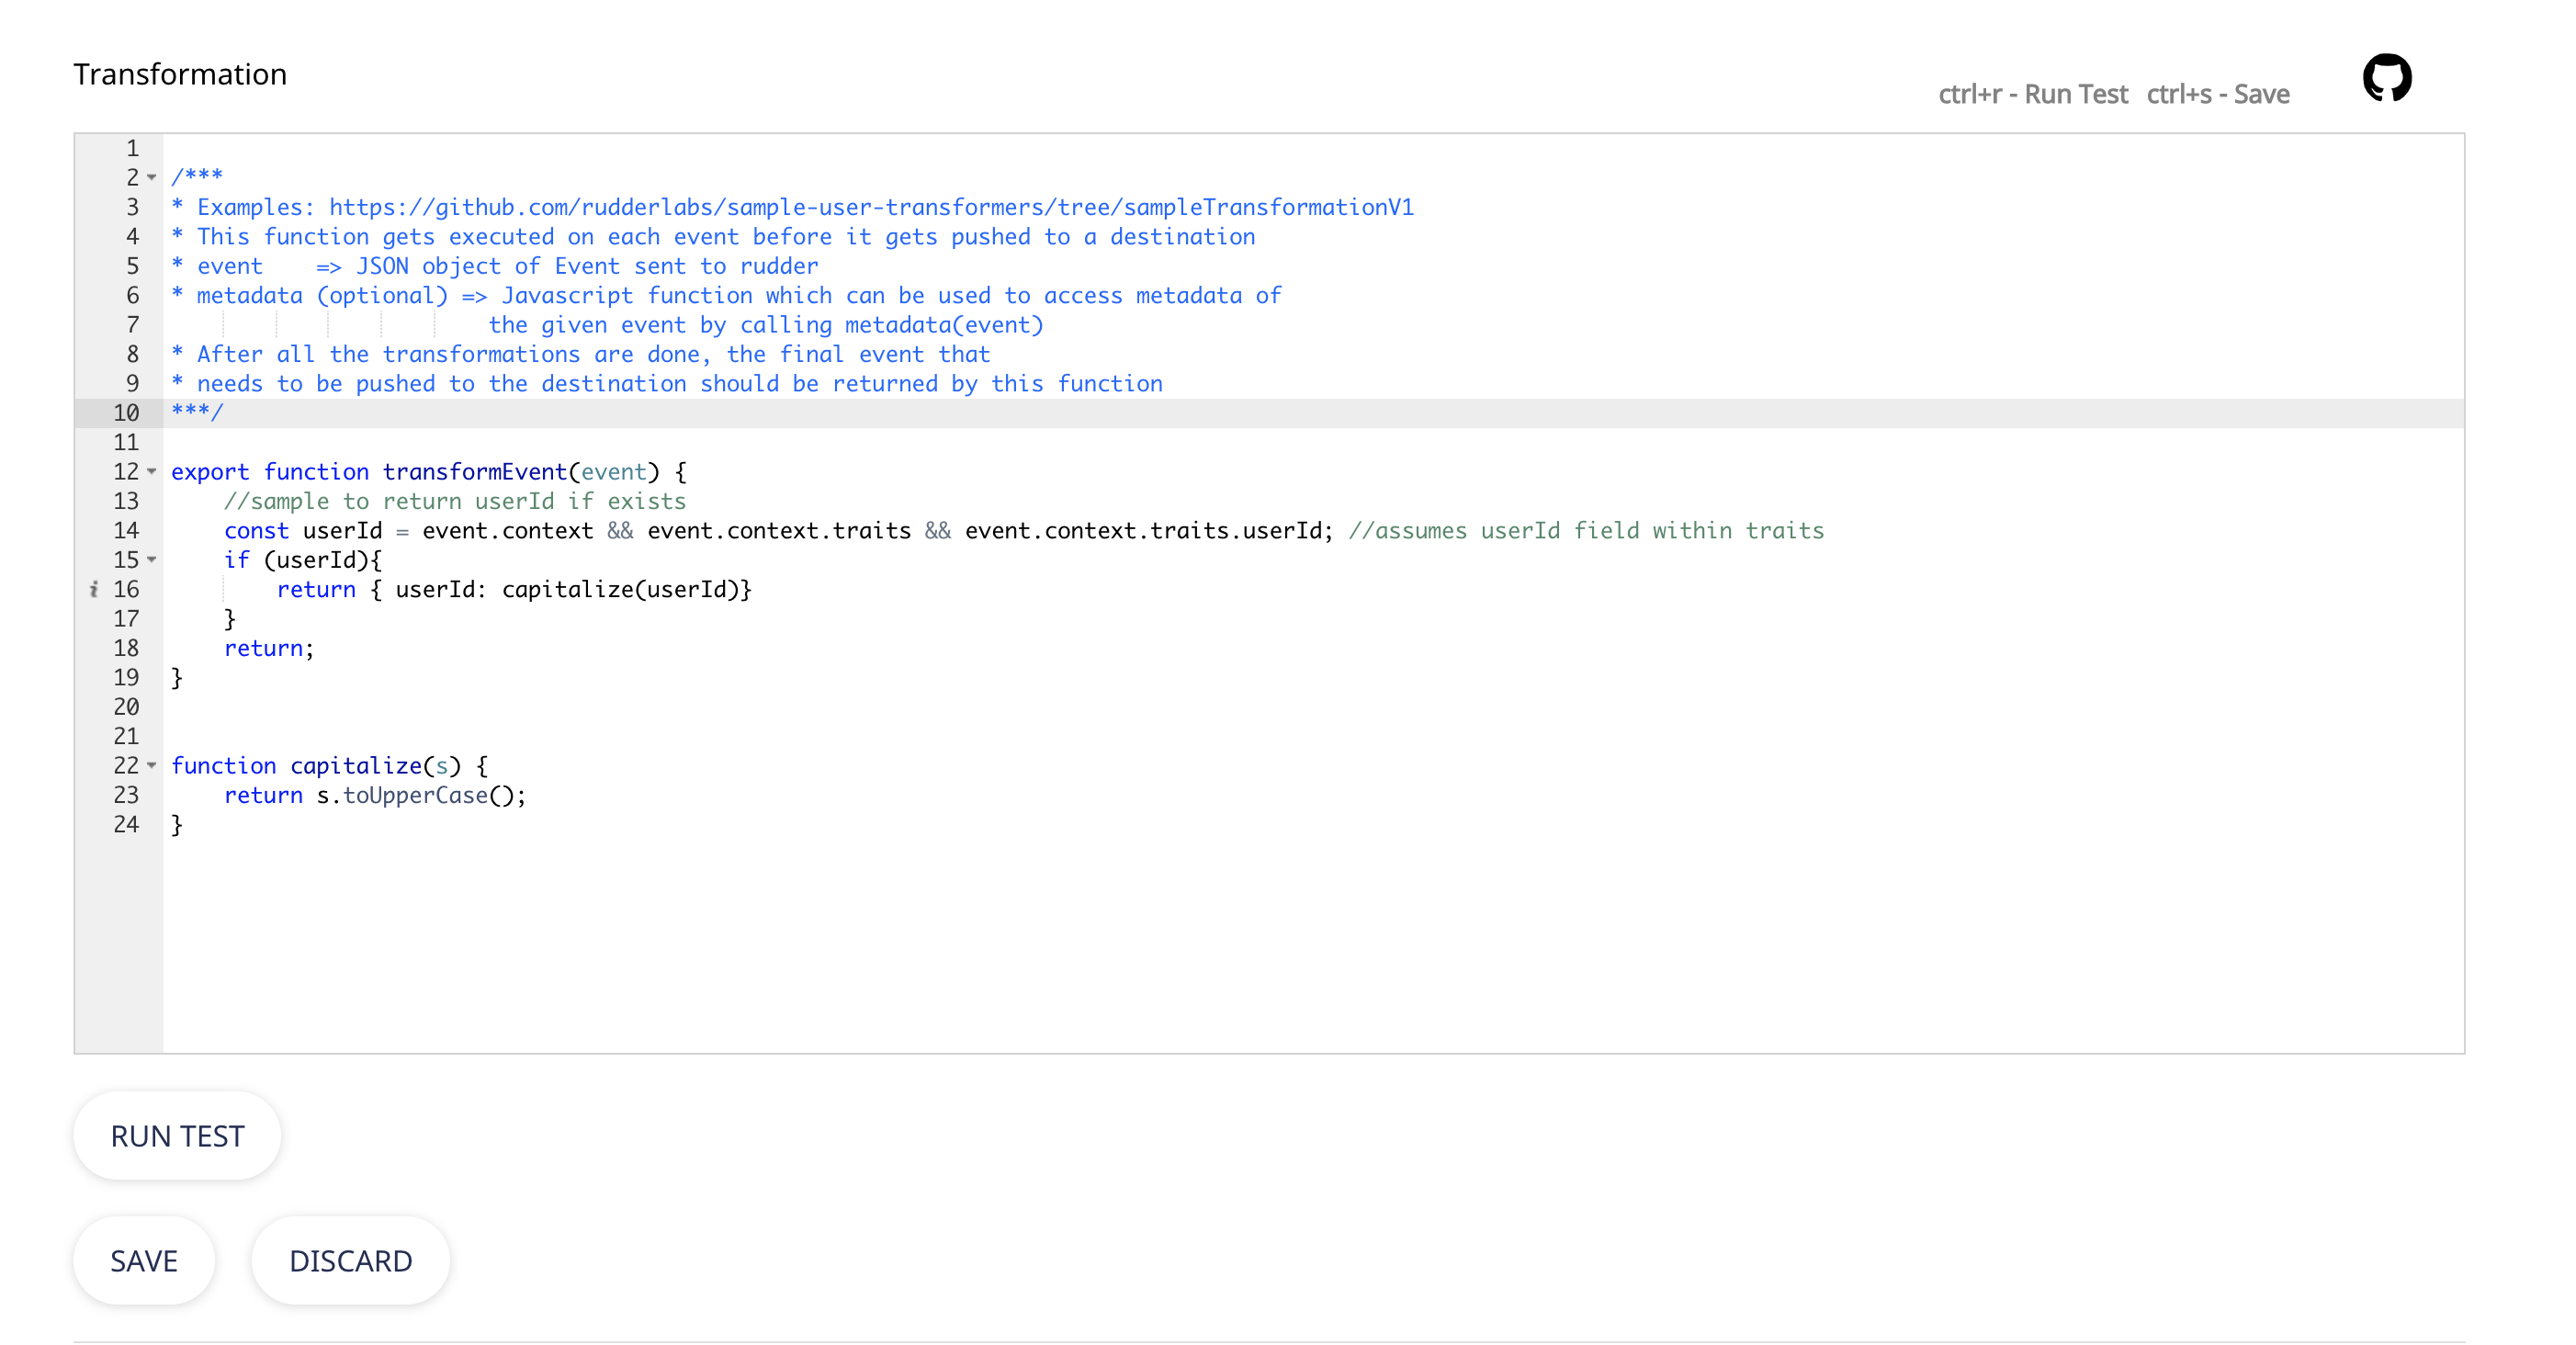 Transformation
ctrl+r - Run Test ctrl+s - Save
1
2 /***
3 * Examples: https://github.com/rudderlabs/sample-user-transformers/tree/sampleTransformationV1
4 * This function gets executed on each event before it gets pushed to a destination
5 * event    => JSON object of Event sent to rudder
6 * metadata (optional) => Javascript function which can be used to access metadata of
7                         the given event by calling metadata(event)
8 * After all the transformations are done, the final event that
9 * needs to be pushed to the destination should be returned by this function
10 ***/
11
12 export function transformEvent(event) {
13     //sample to return userId if exists
14     const userId = event.context && event.context.traits && event.context.traits.userId; //assumes userId field within traits
15     if (userId){
i 16         return { userId: capitalize(userId)}
17     }
18     return;
19 }
20
21
22 function capitalize(s) {
23     return s.toUpperCase();
24 }
RUN TEST
SAVE DISCARD